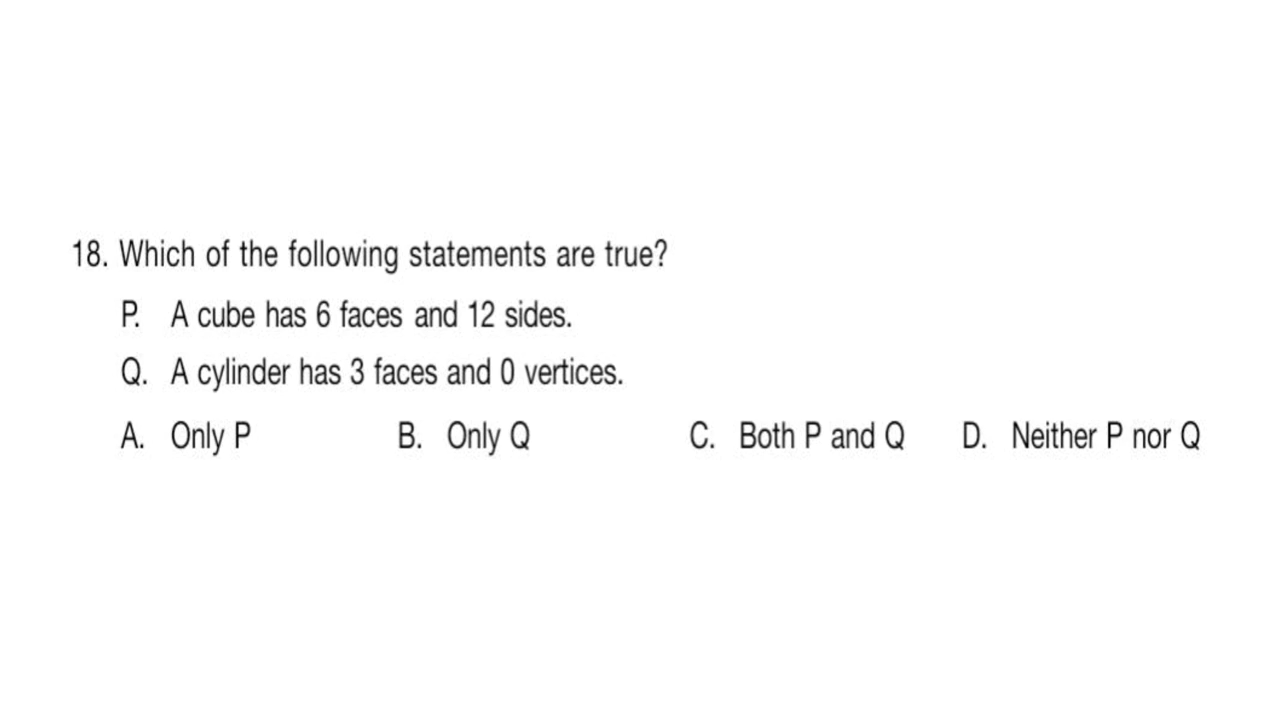 18. Which of the following statements are true?
P. A cube has 6 faces and 12 sides.
Q. A cylinder has 3 faces and 0 vertices.
A. Only P B. Only Q C. Both P and Q D. Neither P nor Q